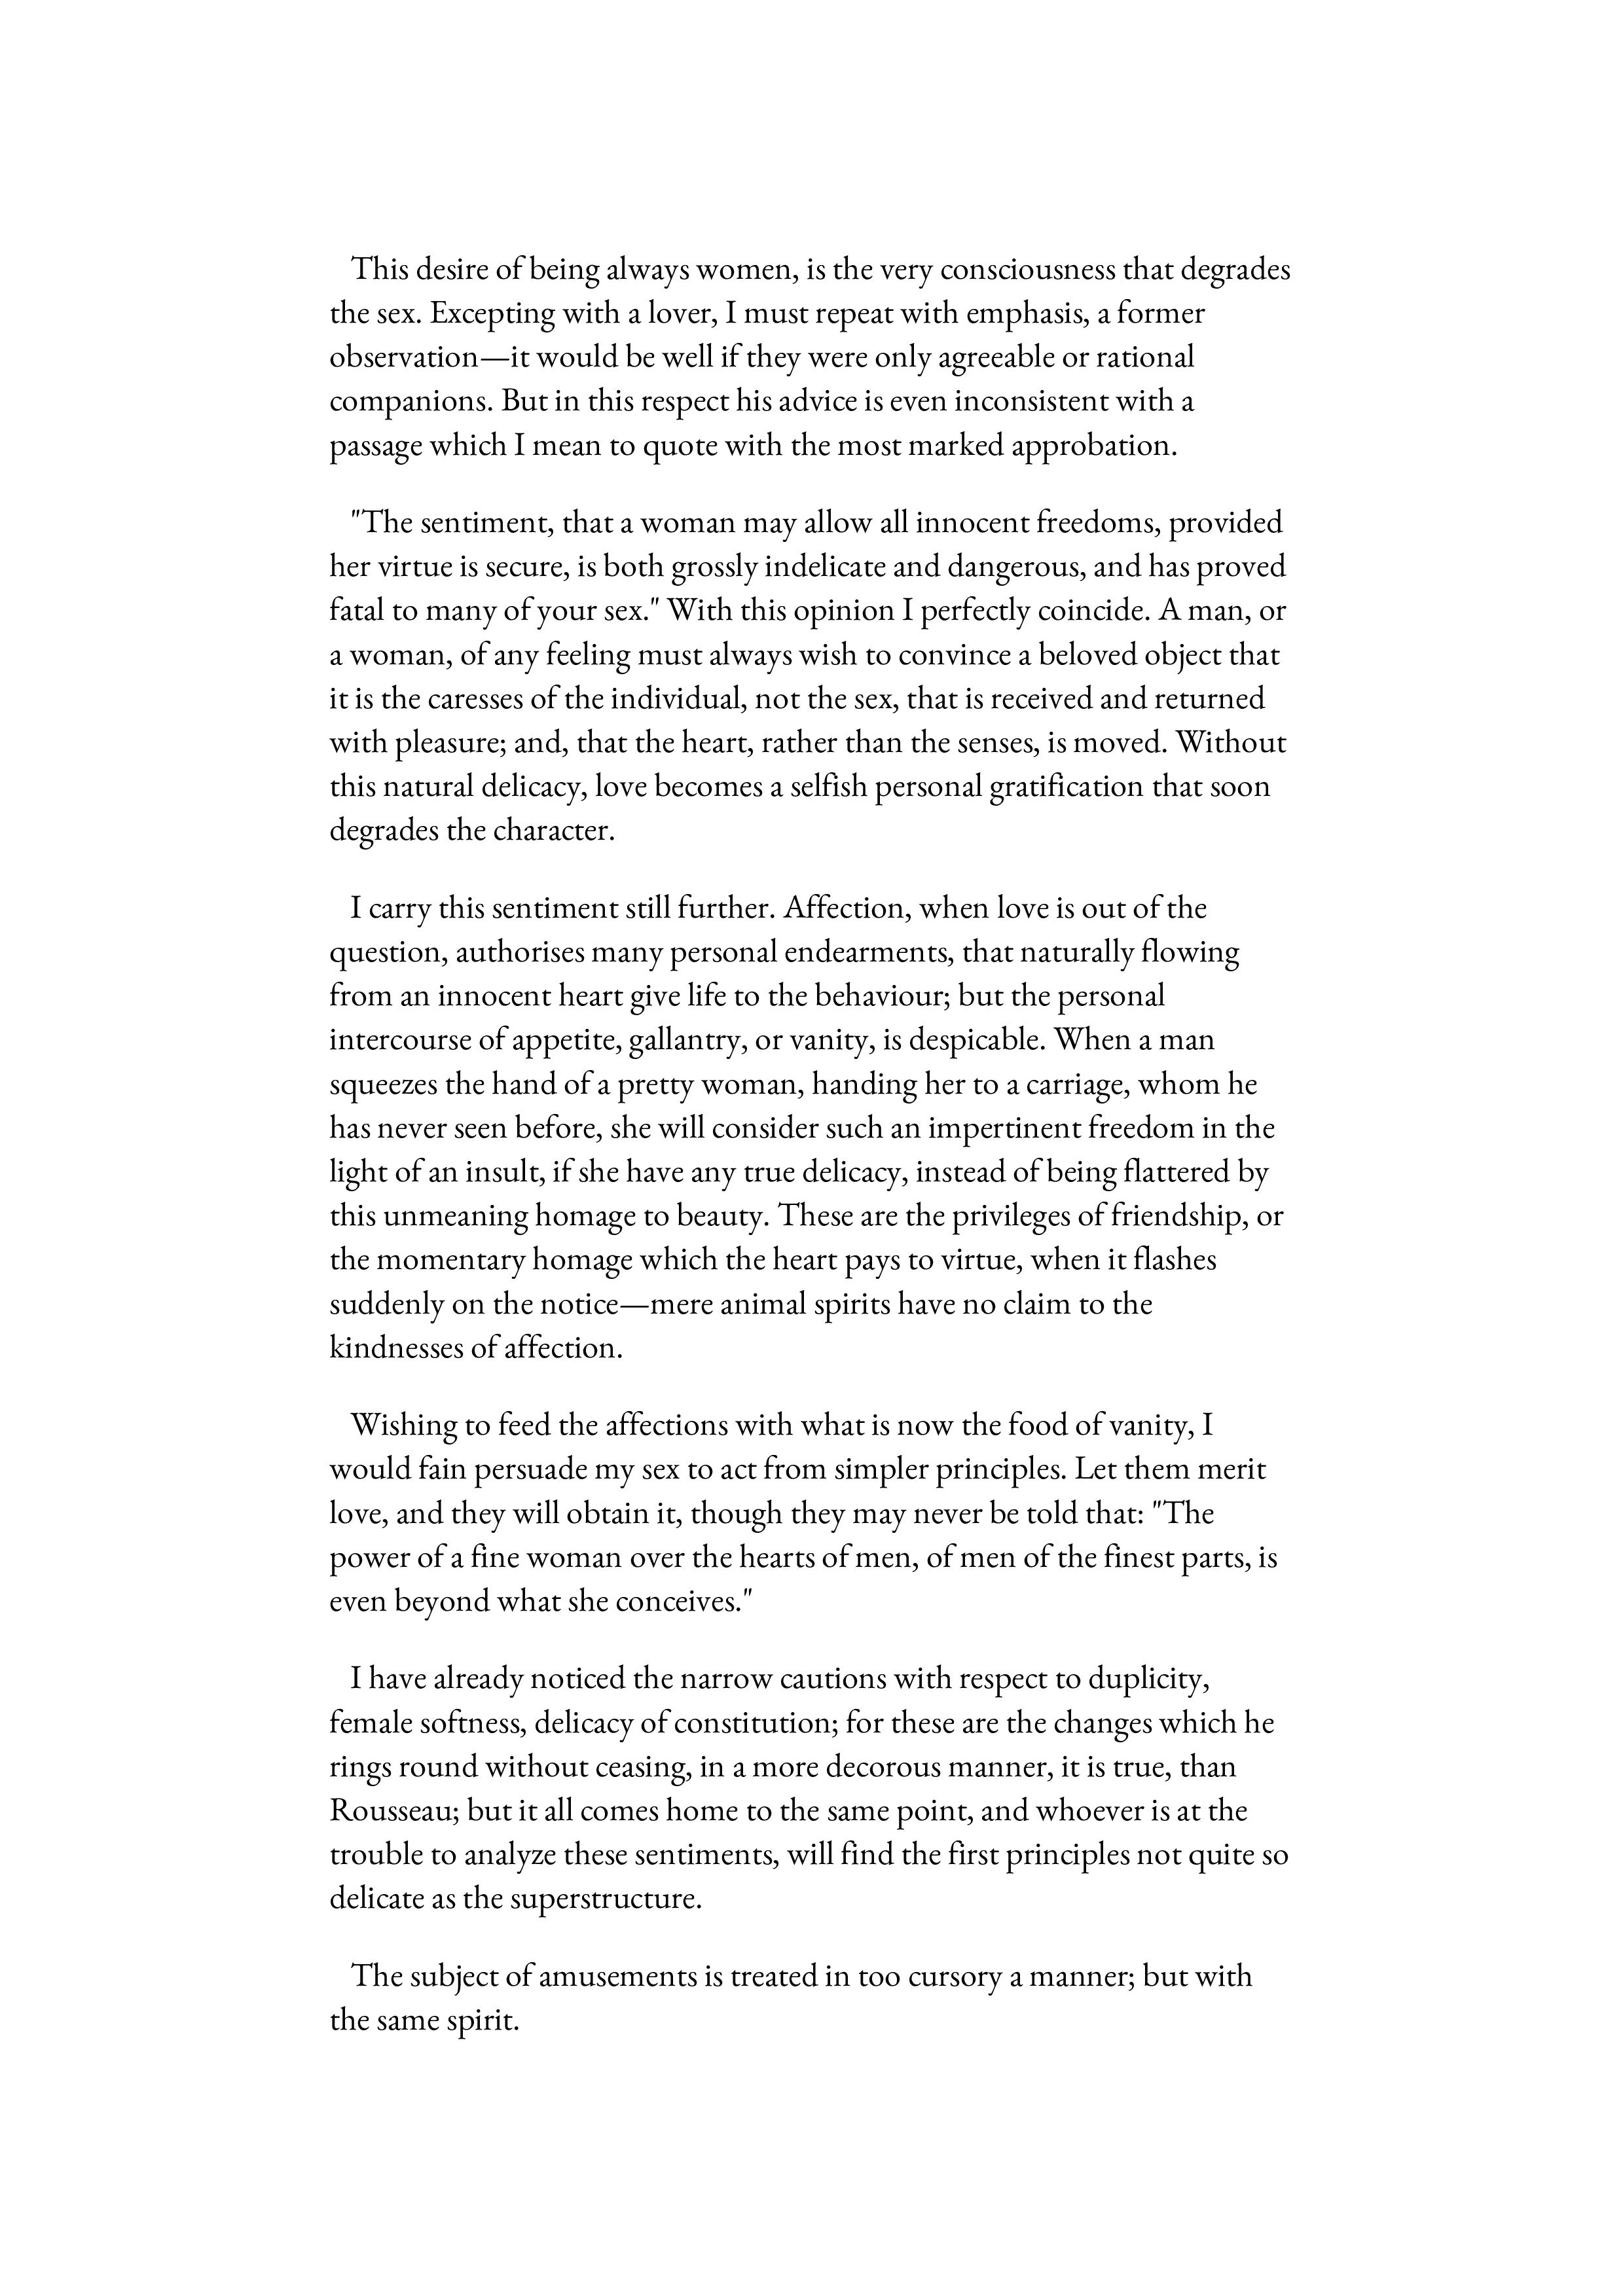 This desire of being always women, is the very consciousness that degrades
the sex. Excepting with a lover, I must repeat with emphasis, a former
observation—it would be well if they were only agreeable or rational
companions. But in this respect his advice is even inconsistent with a
passage which I mean to quote with the most marked approbation.
"The sentiment, that a woman may allow all innocent freedoms, provided
her virtue is secure, is both grossly indelicate and dangerous, and has proved
fatal to many of your sex." With this opinion I perfectly coincide. A man, or
a woman, of any feeling must always wish to convince a beloved object that
it is the caresses of the individual, not the sex, that is received and returned
with pleasure; and, that the heart, rather than the senses, is moved. Without
this natural delicacy, love becomes a selfish personal gratification that soon
degrades the character.
I carry this sentiment still further. Affection, when love is out of the
question, authorises many personal endearments, that naturally flowing
from an innocent heart give life to the behaviour; but the personal
intercourse of appetite, gallantry, or vanity, is despicable. When a man
squeezes the hand of a pretty woman, handing her to a carriage, whom he
has never seen before, she will consider such an impertinent freedom in the
light of an insult, if she have any true delicacy, instead of being flattered by
this unmeaning homage to beauty. These are the privileges of friendship, or
the momentary homage which the heart pays to virtue, when it flashes
suddenly on the notice—mere animal spirits have no claim to the
kindnesses of affection.
Wishing to feed the affections with what is now the food of vanity, I
would fain persuade my sex to act from simpler principles. Let them merit
love, and they will obtain it, though they may never be told that: "The
power of a fine woman over the hearts of men, of men of the finest parts, is
even beyond what she conceives."
I have already noticed the narrow cautions with respect to duplicity,
female softness, delicacy of constitution; for these are the changes which he
rings round without ceasing, in a more decorous manner, it is true, than
Rousseau; but it all comes home to the same point, and whoever is at the
trouble to analyze these sentiments, will find the first principles not quite so
delicate as the superstructure.
The subject of amusements is treated in too cursory a manner; but with
the same spirit.